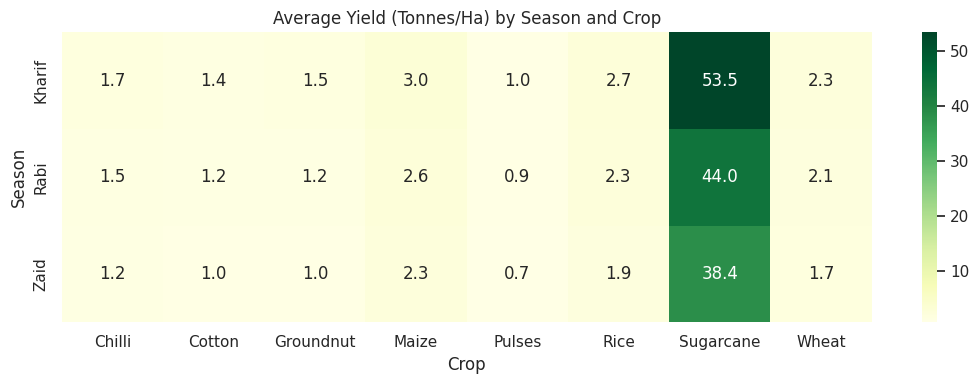 Average Yield (Tonnes/Ha) by Season and Crop
Season
Kharif 1.7 1.4 1.5 3.0 1.0 2.7 53.5 2.3
Rabi 1.5 1.2 1.2 2.6 0.9 2.3 44.0 2.1
Zaid 1.2 1.0 1.0 2.3 0.7 1.9 38.4 1.7
Chilli Cotton Groundnut Maize Pulses Rice Sugarcane Wheat
Crop
50
40
30
20
10